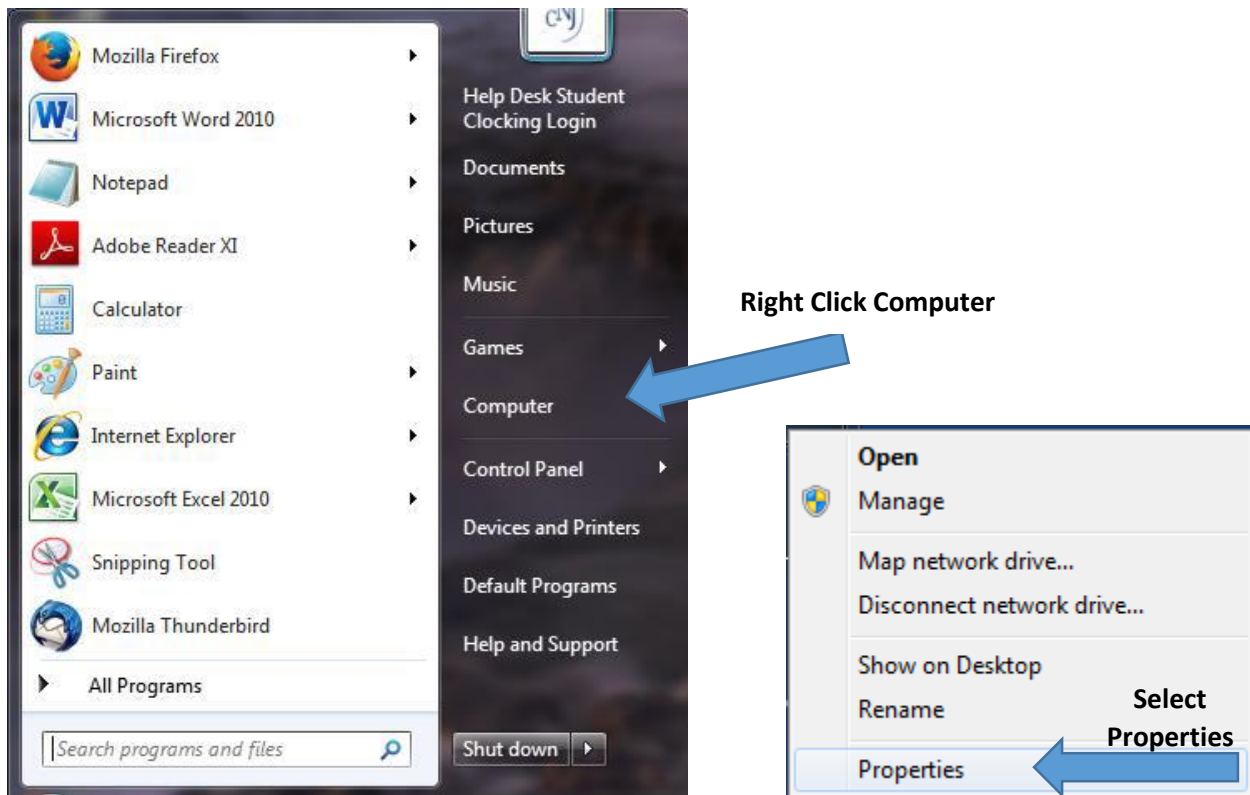 Mozilla Firefox
Microsoft Word 2010
Notepad
Adobe Reader XI
Calculator
Paint
Internet Explorer
Microsoft Excel 2010
Snipping Tool
Mozilla Thunderbird
All Programs
Search programs and files
Help Desk Student
Clocking Login
Documents
Pictures
Music
Games
Computer
Control Panel
Devices and Printers
Default Programs
Help and Support
Shut down
Right Click Computer
Open
Manage
Map network drive...
Disconnect network drive...
Show on Desktop
Rename
Properties
Select
Properties